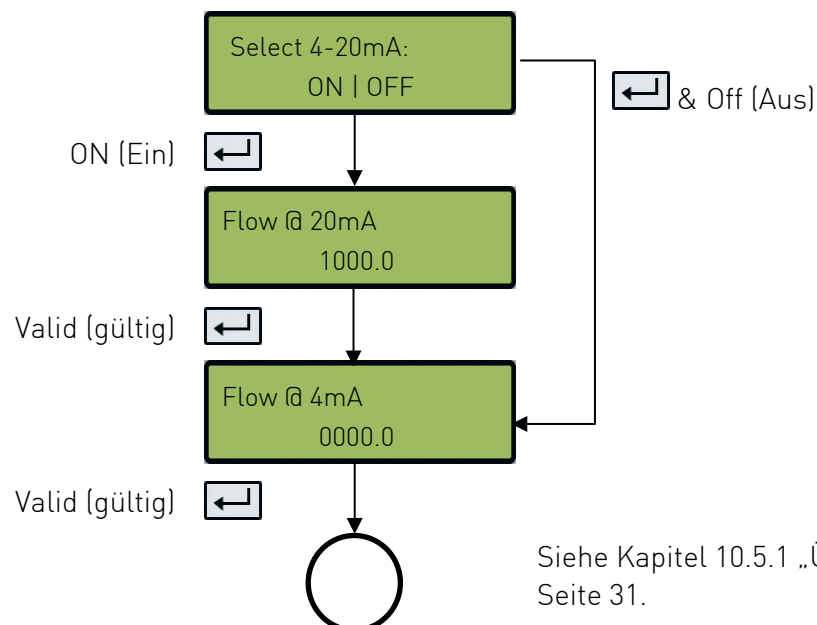 Select 4-20mA:
ON | OFF
& Off (Aus)
ON (Ein)
Flow @ 20mA
1000.0
Valid (gültig)
Flow @ 4mA
0000.0
Valid (gültig)
Siehe Kapitel 10.5.1 „Ü
Seite 31.